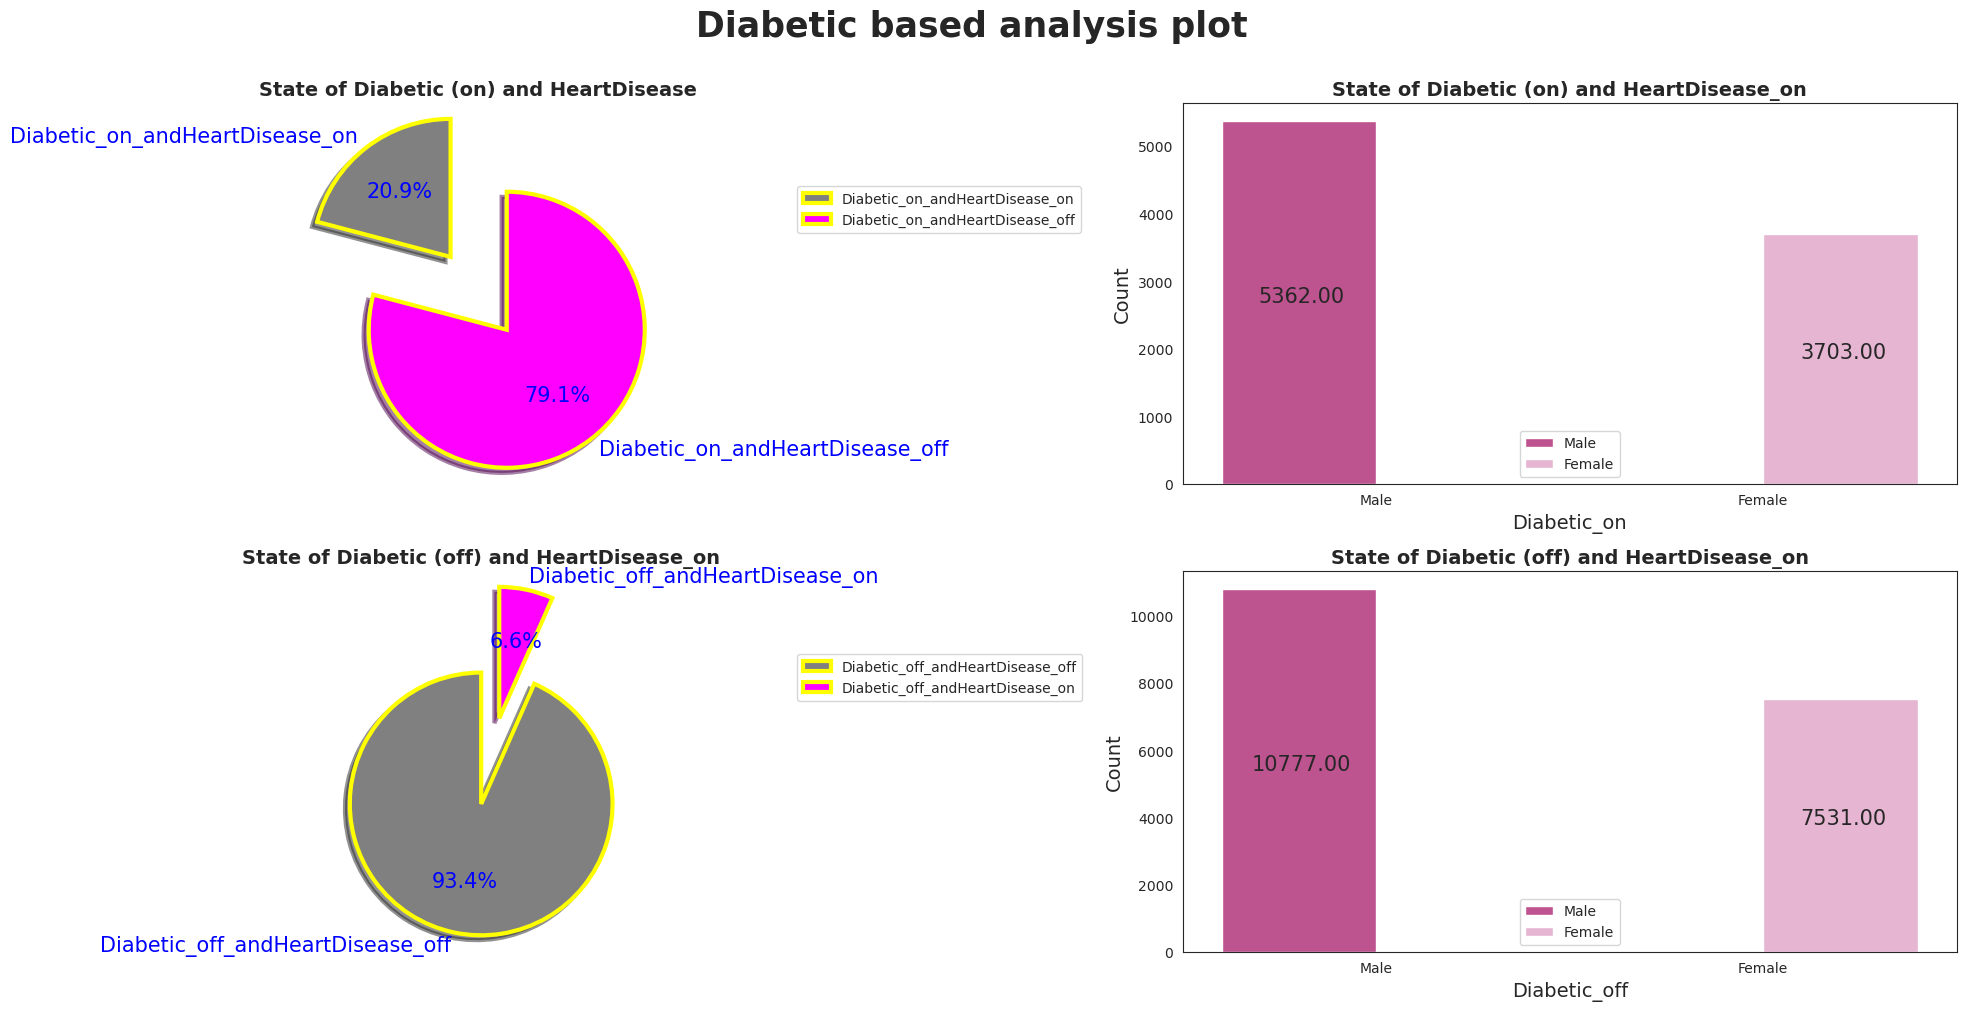 Diabetic based analysis plot
State of Diabetic (on) and HeartDisease
Diabetic_on_andHeartDisease_on
20.9%
79.1%
Diabetic_on_andHeartDisease_off
Diabetic_on_andHeartDisease_on
Diabetic_on_andHeartDisease_off
State of Diabetic (on) and HeartDisease_on
Count
5000
4000
3000
2000
1000
0
5362.00
3703.00
Male
Female
Male
Female
Diabetic_on
State of Diabetic (off) and HeartDisease_on
Diabetic_off_andHeartDisease_on
6.6%
93.4%
Diabetic_off_andHeartDisease_off
Diabetic_off_andHeartDisease_off
Diabetic_off_andHeartDisease_on
State of Diabetic (off) and HeartDisease_on
Count
10000
8000
6000
4000
2000
0
10777.00
7531.00
Male
Female
Male
Female
Diabetic_off